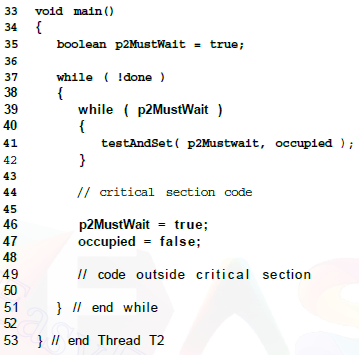 33 void main()
34 {
35 boolean p2MustWait = true;
36
37 while ( !done )
38 {
39 while ( p2MustWait )
40 {
41 testAndSet( p2Mustwait, occupied );
42 }
43
44 // critical section code
45
46 p2MustWait = true;
47 occupied = false;
48
49 // code outside critical section
50
51 } // end while
52
53 } // end Thread T2